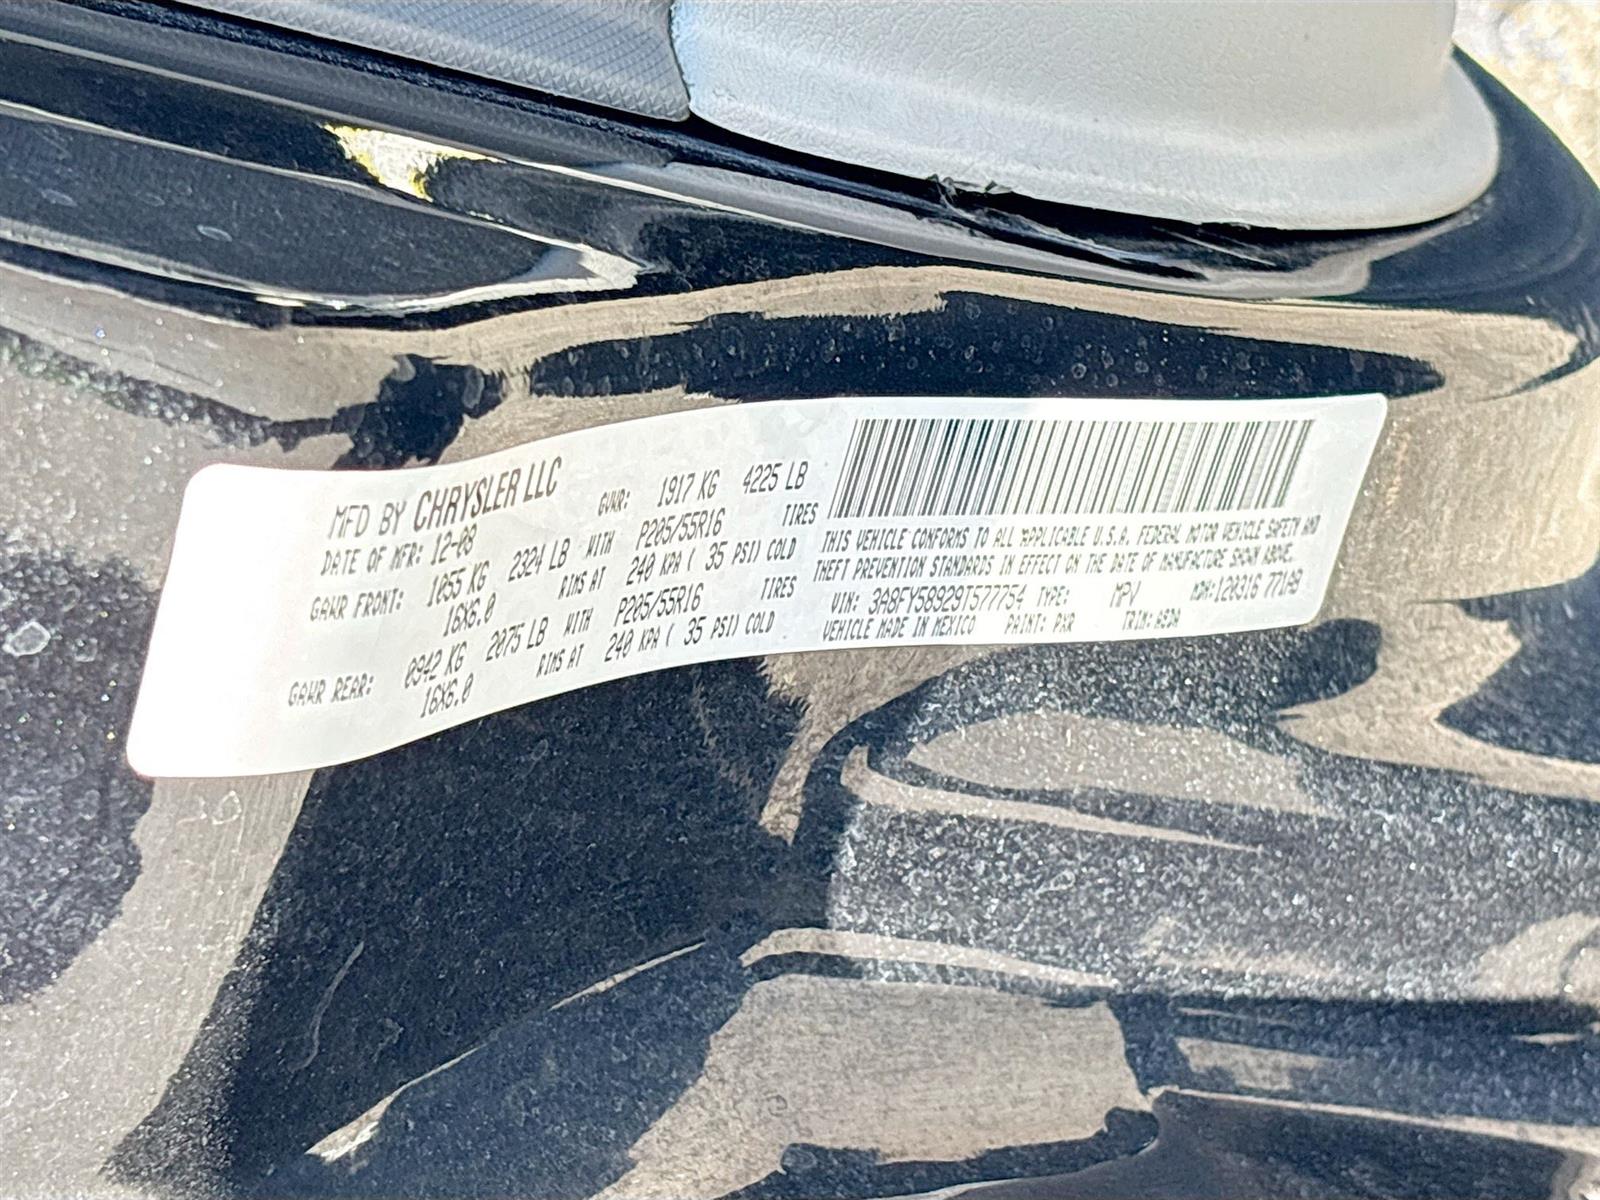 MFD BY CHRYSLER LLC
DATE OF MFR: 12-08 GVWR: 1917 KG 4225 LB
GAWR FRONT: 1055 KG 2324 LB WITH P205/55R16 TIRES
16X6.0 RIMS AT 240 KPA ( 35 PSI) COLD
GAWR REAR: 0942 KG 2075 LB WITH P205/55R16 TIRES
16X6.0 RIMS AT 240 KPA ( 35 PSI) COLD
THIS VEHICLE CONFORMS TO ALL APPLICABLE U.S.A. FEDERAL MOTOR VEHICLE SAFETY AND
THEFT PREVENTION STANDARDS IN EFFECT ON THE DATE OF MANUFACTURE SHOWN ABOVE.
VIN: 3A8FY58929T577754 TYPE: MPV MDH: 120316 771A9
VEHICLE MADE IN MEXICO PAINT: PXR TRIM: